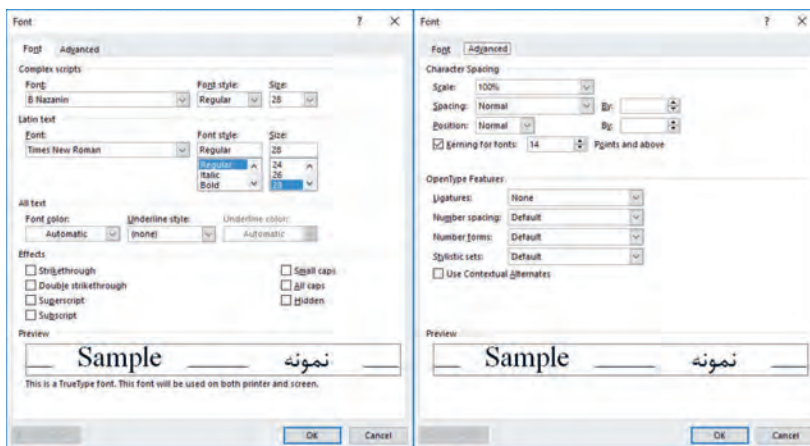 Font ? ×
Font Advanced
Complex scripts
Font: Font style: Size:
B Nazanin Regular 28
Latin text
Font: Font style: Size:
Times New Roman Regular 28
Regular 24
Italic 26
Bold 28
All text
Font color: Underline style: Underline color:
Automatic (none) Automatic
Effects
Strikethrough Small caps
Double strikethrough All caps
Superscript Hidden
Subscript
Preview
Sample نمونه
This is a TrueType font. This font will be used on both printer and screen.
OK Cancel
Font ? ×
Font Advanced
Character Spacing
Scale: 100%
Spacing: Normal By:
Position: Normal By:
Kerning for fonts: 14 Points and above
OpenType Features
Ligatures: None
Number spacing: Default
Number forms: Default
Stylistic sets: Default
Use Contextual Alternates
Preview
Sample نمونه
OK Cancel